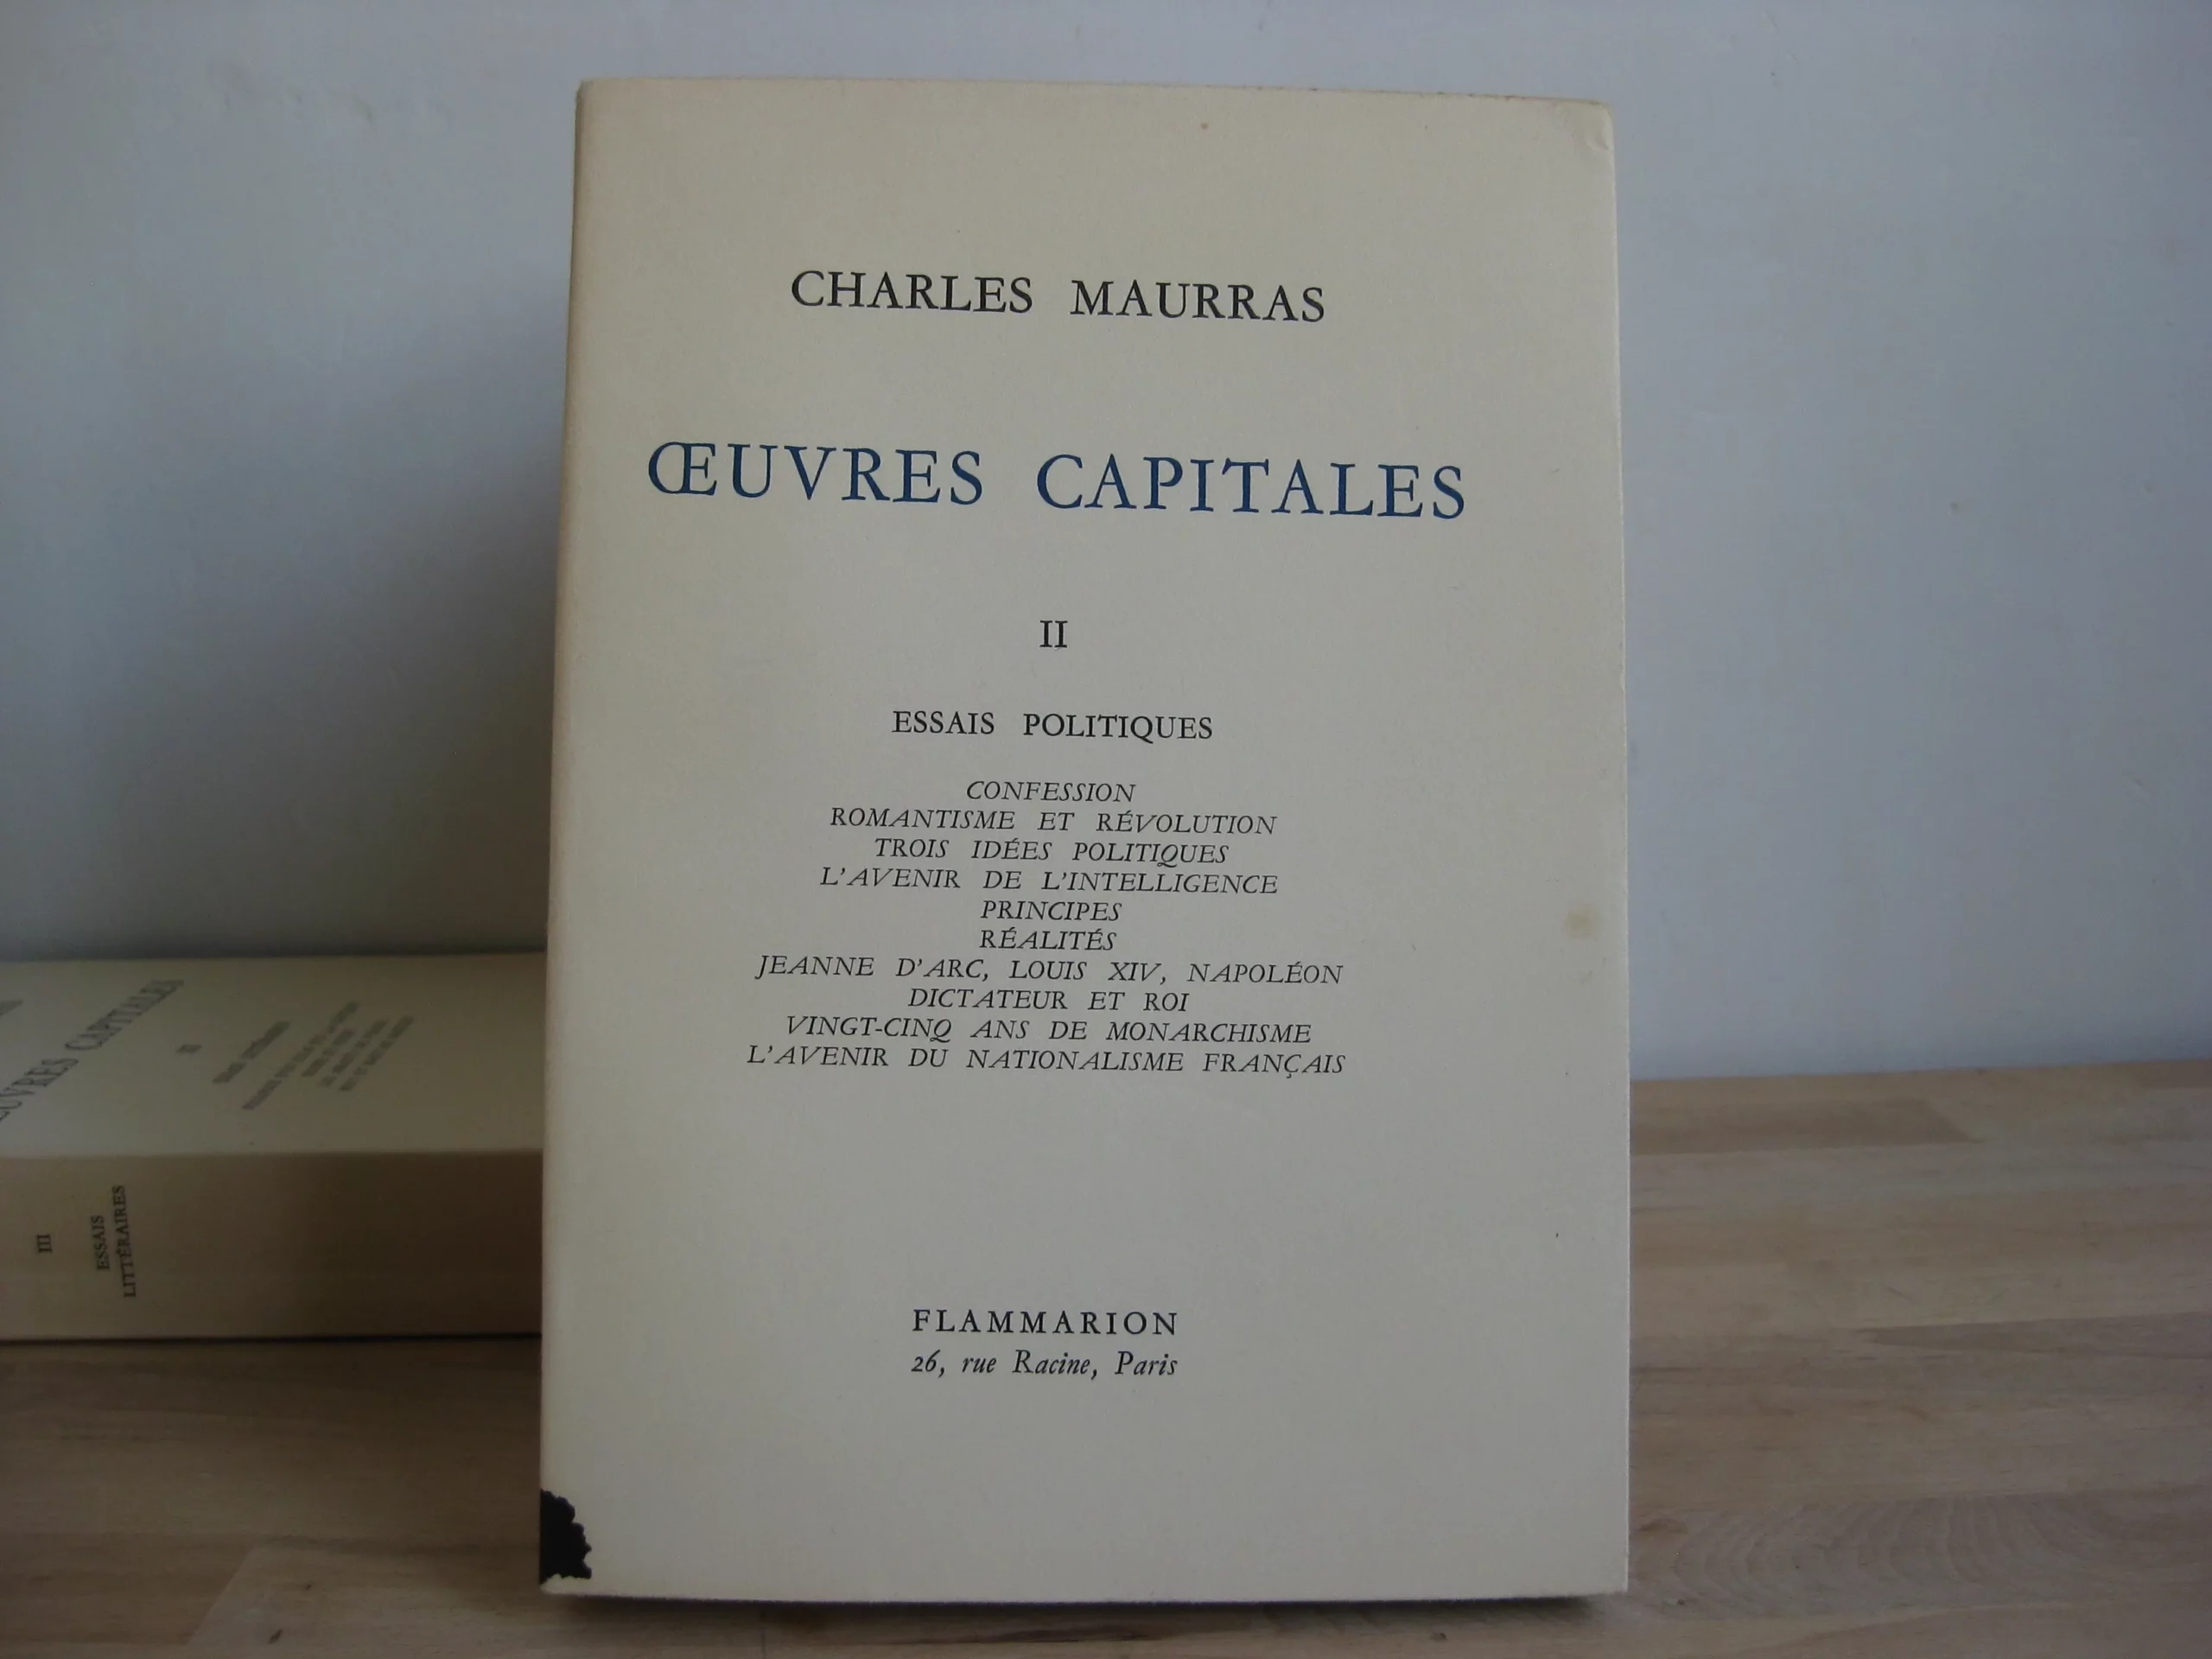 CHARLES MAURRAS
ŒUVRES CAPITALES
II
ESSAIS POLITIQUES
CONFESSION
ROMANTISME ET RÉVOLUTION
TROIS IDÉES POLITIQUES
L'AVENIR DE L'INTELLIGENCE
PRINCIPES
RÉALITÉS
JEANNE D'ARC, LOUIS XIV, NAPOLÉON
DICTATEUR ET ROI
VINGT-CINQ ANS DE MONARCHISME
L'AVENIR DU NATIONALISME FRANÇAIS
FLAMMARION
26, rue Racine, Paris
CAPITALES
III
ESSAIS
LITTÉRAIRES